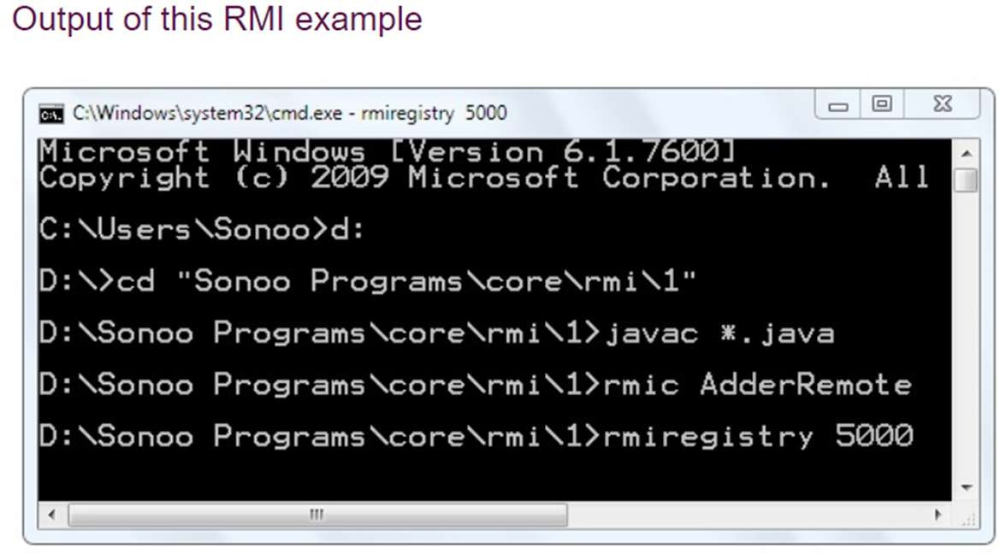 Output of this RMI example
C:\Windows\system32\cmd.exe - rmiregistry  5000
Microsoft Windows [Version 6.1.7600]
Copyright (c) 2009 Microsoft Corporation.  All
C:\Users\Sonoo>d:
D:\>cd "Sonoo Programs\core\rmi\1"
D:\Sonoo Programs\core\rmi\1>javac *.java
D:\Sonoo Programs\core\rmi\1>rmic AdderRemote
D:\Sonoo Programs\core\rmi\1>rmiregistry 5000